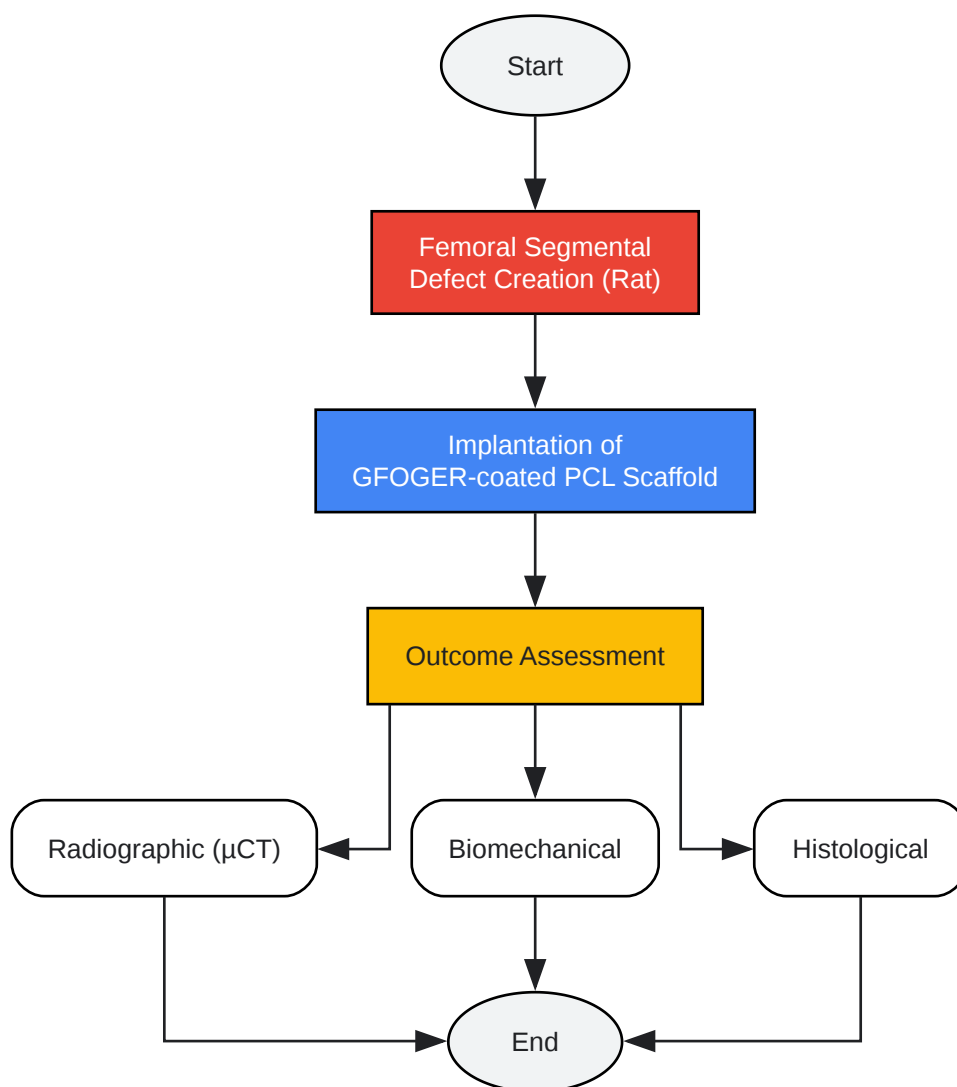 Start
Femoral Segmental
Defect Creation (Rat)
Implantation of
GFOGER-coated PCL Scaffold
Outcome Assessment
Radiographic (µCT)
Biomechanical
Histological
End